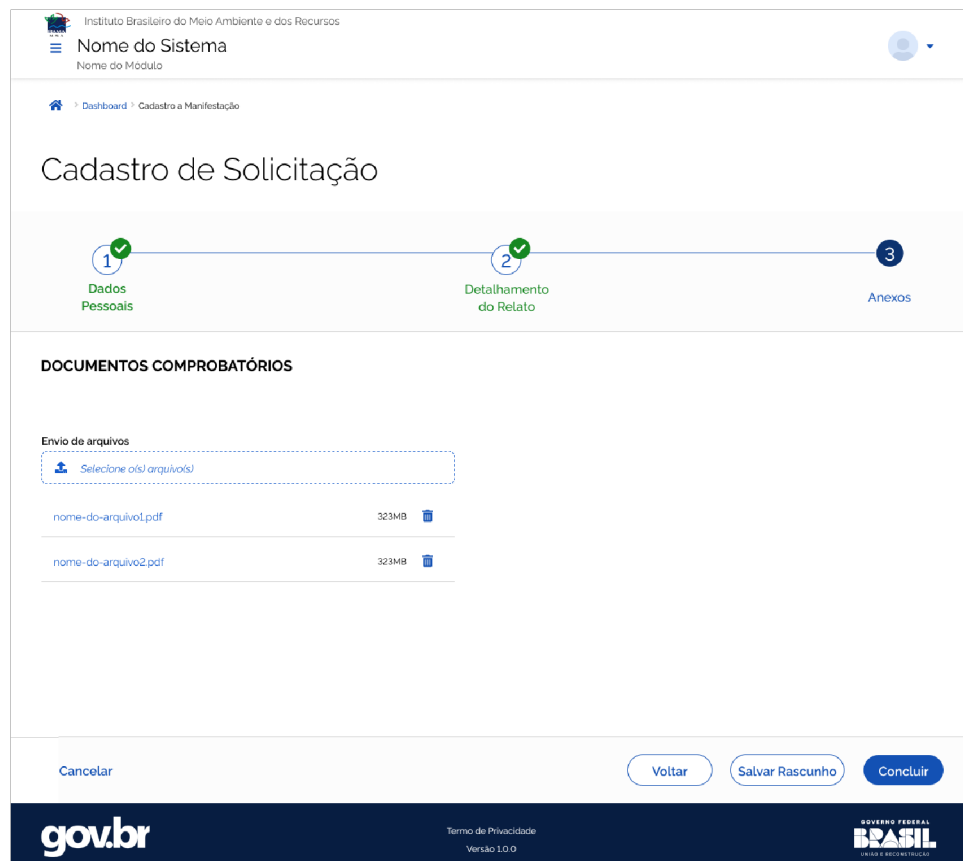 Instituto Brasileiro do Meio Ambiente e dos Recursos
Nome do Sistema
Nome do Módulo
Dashboard > Cadastro a Manifestação
Cadastro de Solicitação
1
2
3
Dados
Pessoais
Detalhamento
do Relato
Anexos
DOCUMENTOS COMPROBATÓRIOS
Envio de arquivos
Selecione o(s) arquivo(s)
nome-do-arquivo1.pdf 323MB
nome-do-arquivo2.pdf 323MB
Cancelar
Voltar
Salvar Rascunho
Concluir
gov.br
Termo de Privacidade
Versão 1.0.0
GOVERNO FEDERAL
BRASIL
UNIÃO E RECONSTRUÇÃO